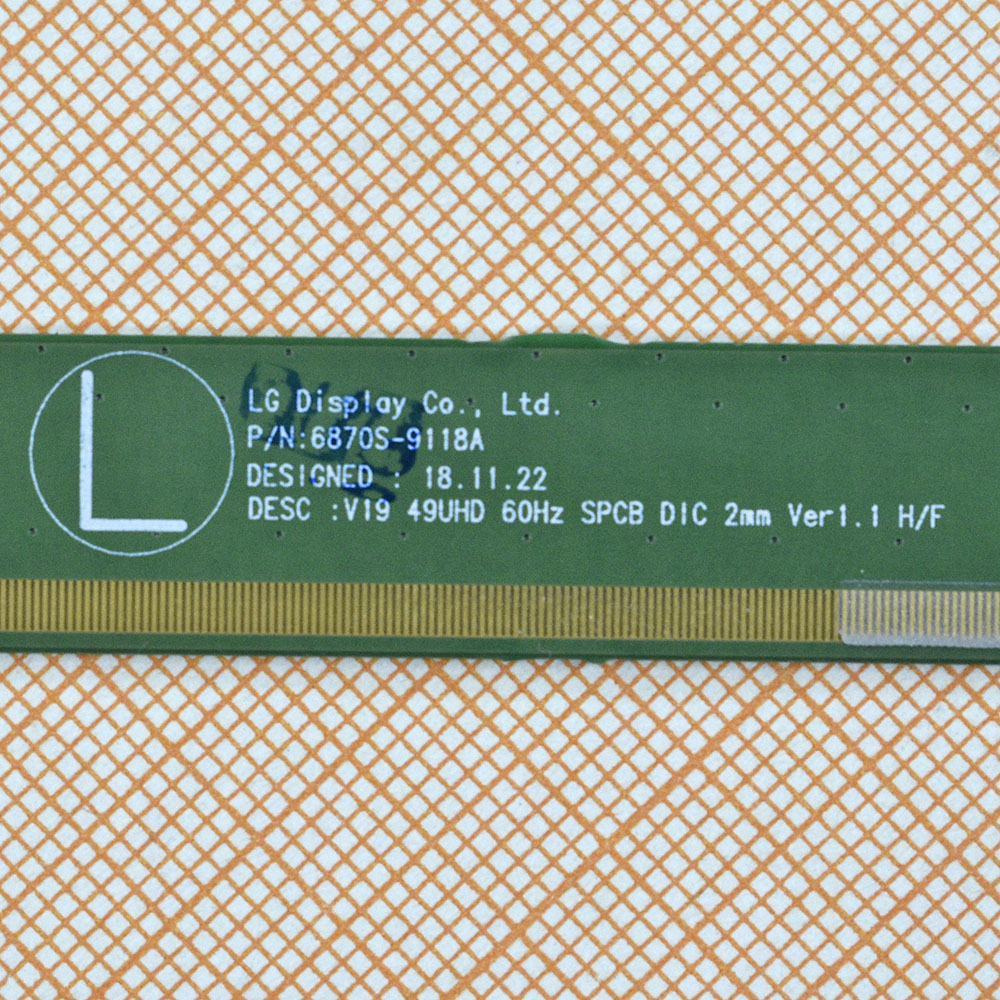 L
LG Display Co., Ltd.
P/N:6870S-9118A
DESIGNED : 18.11.22
DESC :V19 49UHD 60Hz SPCB DIC 2mm Ver1.1 H/F